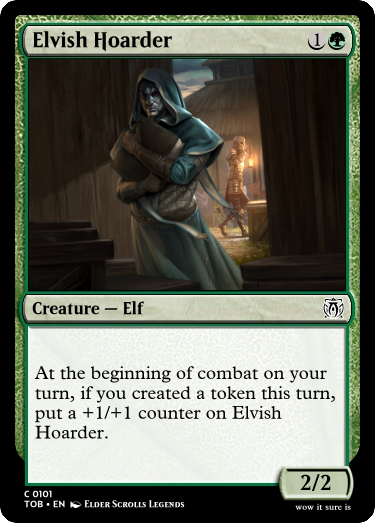 Elvish Hoarder 1
Creature — Elf
At the beginning of combat on your
turn, if you created a token this turn,
put a +1/+1 counter on Elvish
Hoarder.
2/2
C 0101
TOB • EN Elder Scrolls Legends
wow it sure is